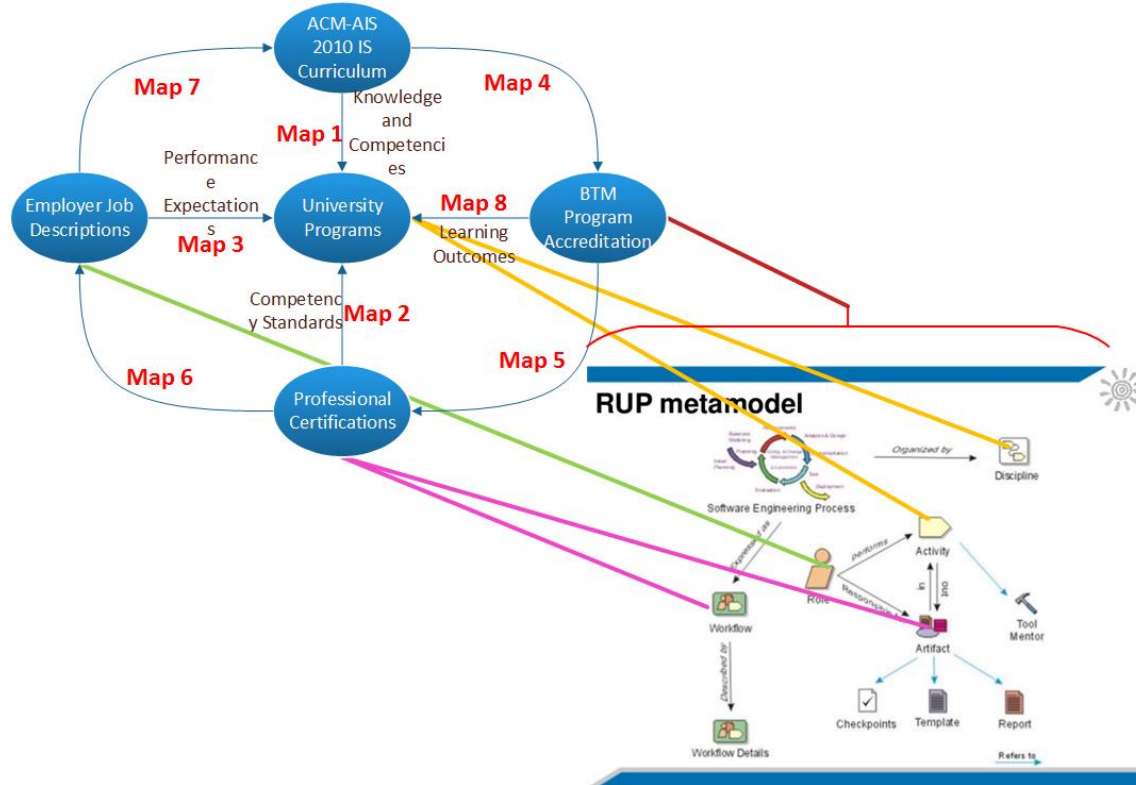 ACM-AIS
2010 IS
Curriculum
Map 7
Map 4
Knowledge
and
Competenci
es
Map 1
Performanc
e
Expectation
s
Map 3
Employer Job
Descriptions
University
Programs
Map 8
Learning
Outcomes
BTM
Program
Accreditation
Competenc
y Standards
Map 2
Map 6
Map 5
Professional
Certifications
RUP metamodel
Software Engineering Process
Organized by
Discipline
Expressed as
performs
Activity
Role
in
out
Tool
Mentor
Workflow
Artifact
Described by
Checkpoints
Template
Report
Workflow Details
Refers to